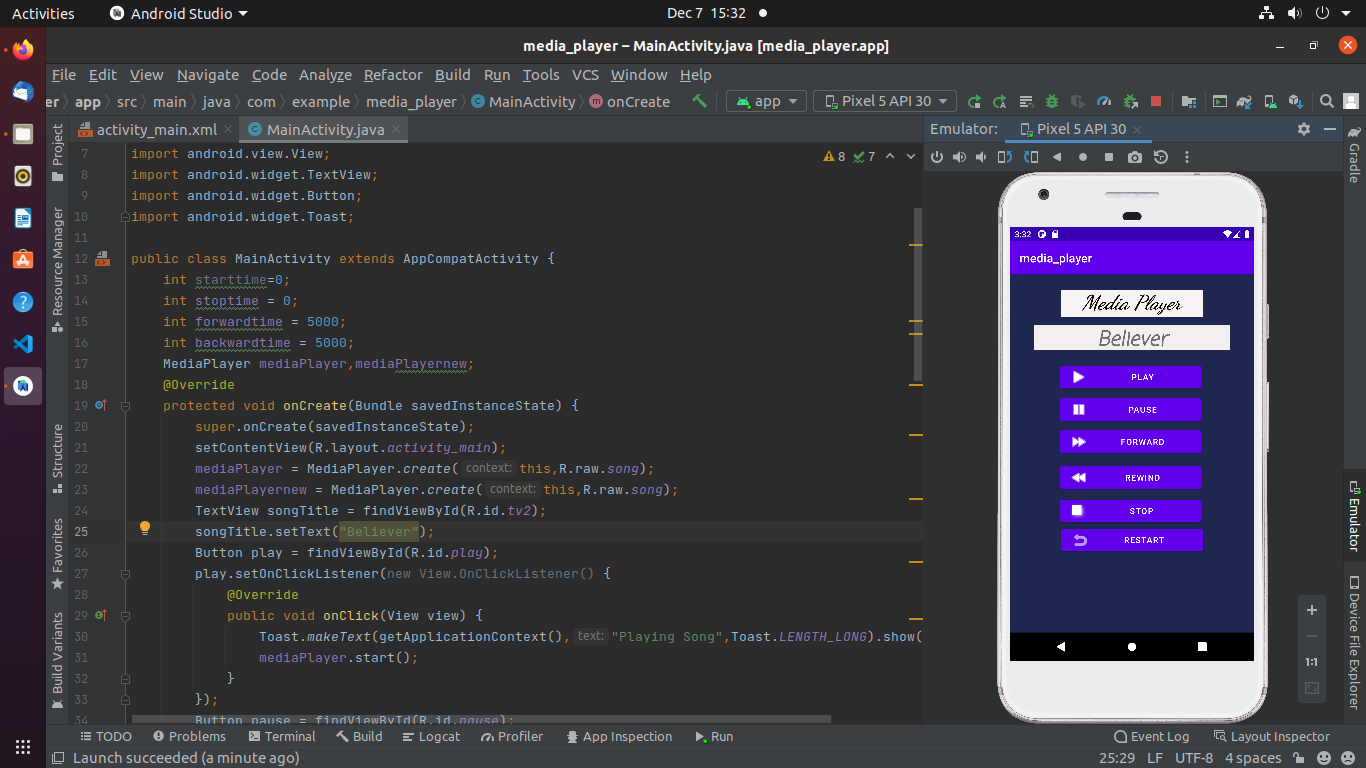 Activities
Android Studio
Dec 7 15:32
media_player – MainActivity.java [media_player.app]
File Edit View Navigate Code Analyze Refactor Build Run Tools VCS Window Help
er app src main java com example media_player MainActivity onCreate
app
Pixel 5 API 30
activity_main.xml
MainActivity.java
Emulator: Pixel 5 API 30
Project
Resource Manager
Structure
Favorites
Build Variants
8 7
7 import android.view.View;
8 import android.widget.TextView;
9 import android.widget.Button;
10 import android.widget.Toast;
11
12 public class MainActivity extends AppCompatActivity {
13 int starttime=0;
14 int stoptime = 0;
15 int forwardtime = 5000;
16 int backwardtime = 5000;
17 MediaPlayer mediaPlayer,mediaPlayernew;
18 @Override
19 protected void onCreate(Bundle savedInstanceState) {
20 super.onCreate(savedInstanceState);
21 setContentView(R.layout.activity_main);
22 mediaPlayer = MediaPlayer.create( context: this,R.raw.song);
23 mediaPlayernew = MediaPlayer.create( context: this,R.raw.song);
24 TextView songTitle = findViewById(R.id.tv2);
25 songTitle.setText("Believer");
26 Button play = findViewById(R.id.play);
27 play.setOnClickListener(new View.OnClickListener() {
28 @Override
29 public void onClick(View view) {
30 Toast.makeText(getApplicationContext(), text: "Playing Song",Toast.LENGTH_LONG).show(
31 mediaPlayer.start();
32 }
33 });
34 Button pause = findViewById(R.id.pause);
3:32
media_player
Media Player
Believer
PLAY
PAUSE
FORWARD
REWIND
STOP
RESTART
1:1
Gradle
Emulator
Device File Explorer
TODO Problems Terminal Build Logcat Profiler App Inspection Run
Event Log Layout Inspector
Launch succeeded (a minute ago)
25:29 LF UTF-8 4 spaces